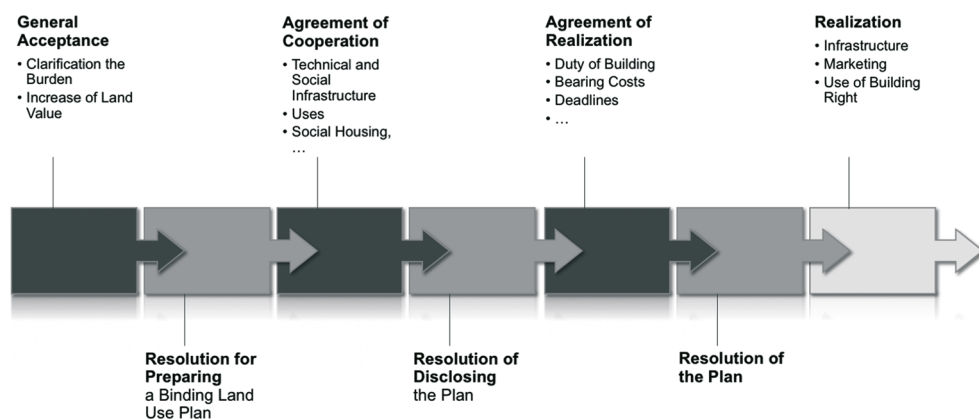 General
Acceptance
• Clarification the
Burden
• Increase of Land
Value
Agreement of
Cooperation
• Technical and
Social
Infrastructure
• Uses
• Social Housing,
…
Agreement of
Realization
• Duty of Building
• Bearing Costs
• Deadlines
• …
Realization
• Infrastructure
• Marketing
• Use of Building
Right
Resolution for
Preparing
a Binding Land
Use Plan
Resolution of
Disclosing
the Plan
Resolution of
the Plan